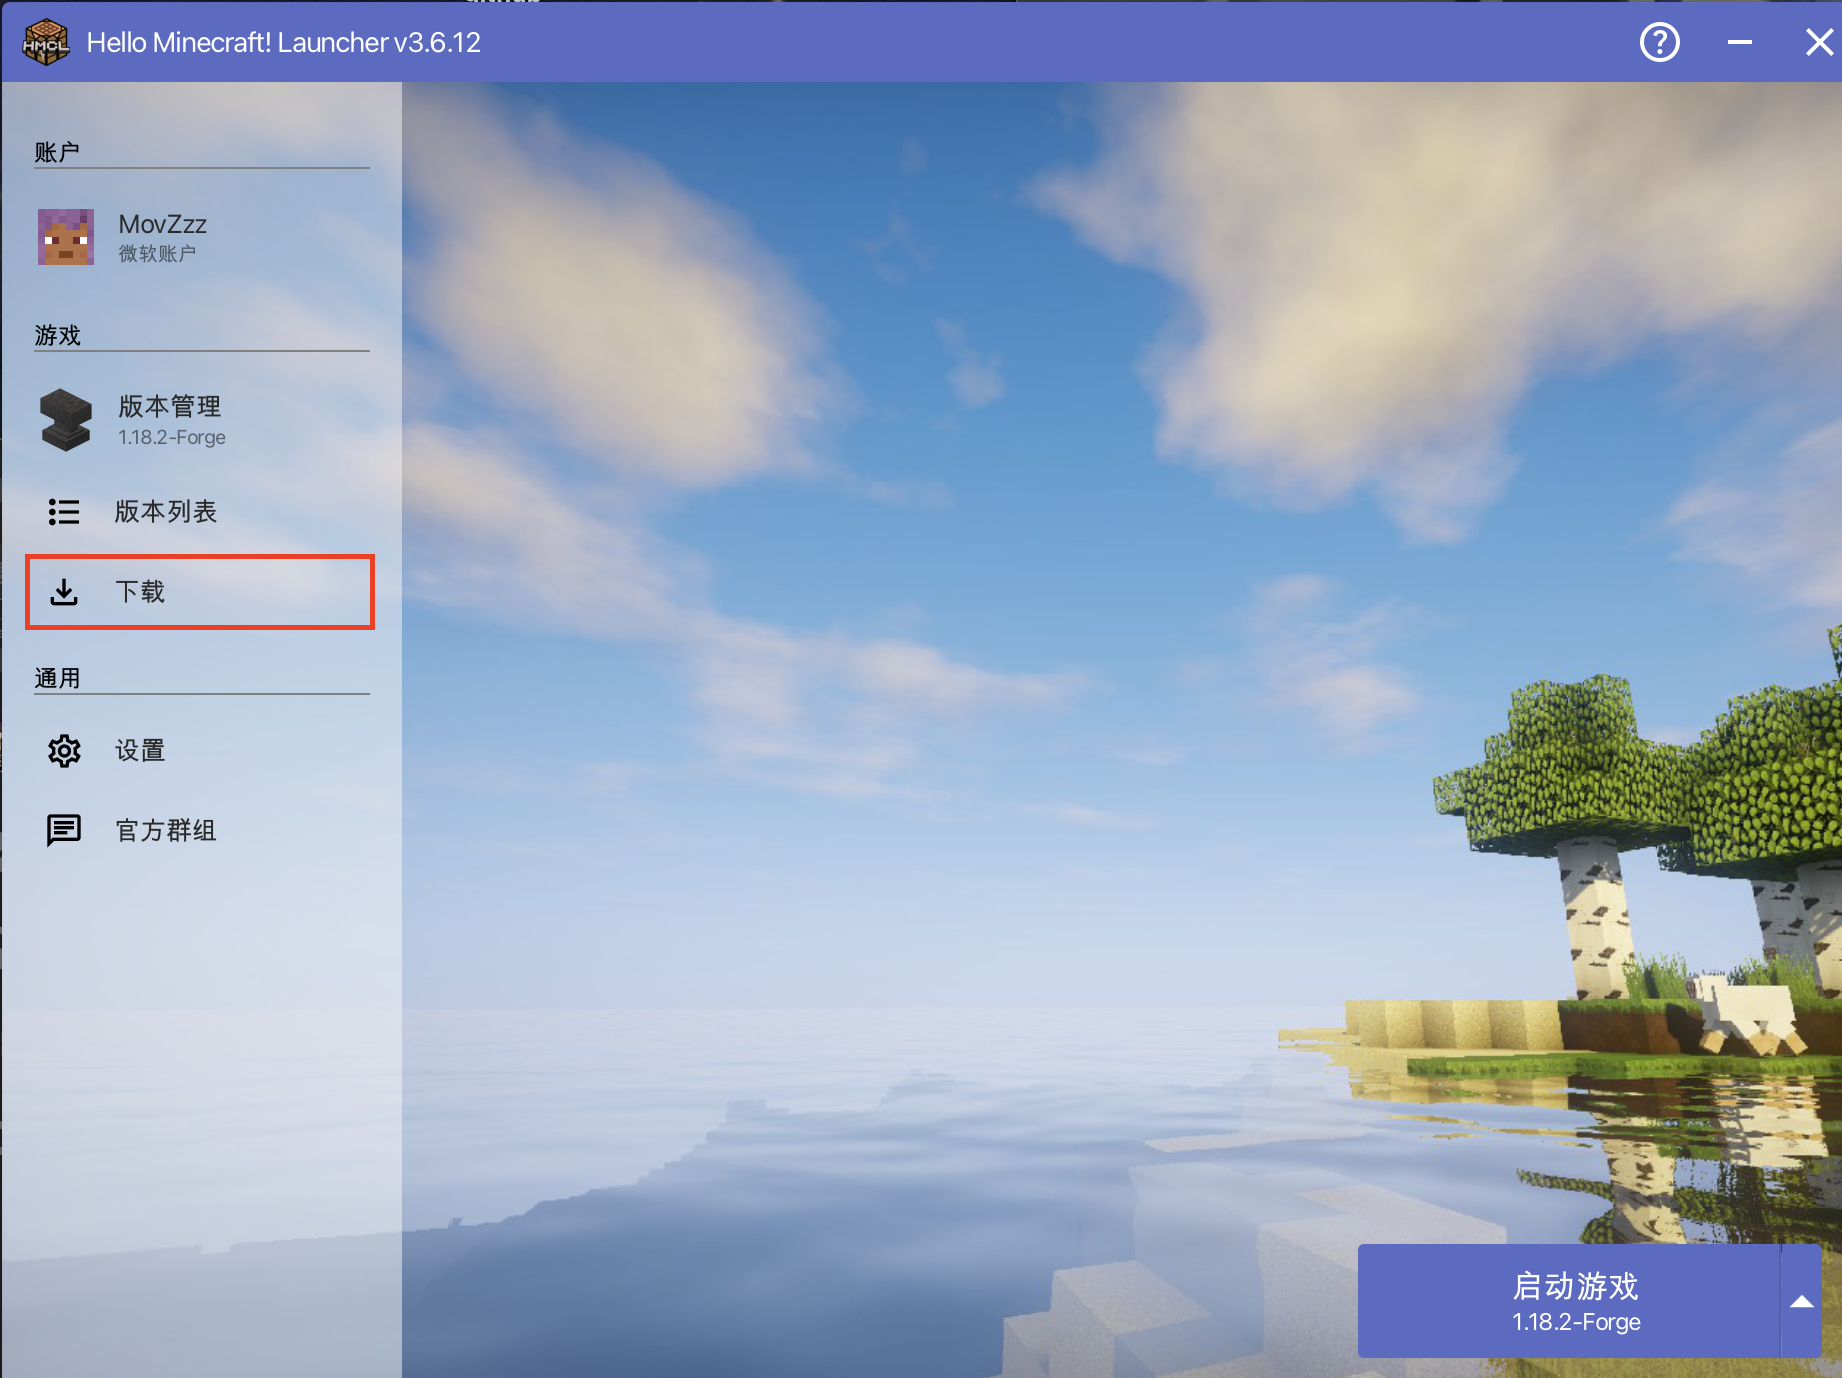 HMCL
Hello Minecraft! Launcher v3.6.12
账户
MovZzz
微软账户
游戏
版本管理
1.18.2-Forge
版本列表
下载
通用
设置
官方群组
启动游戏
1.18.2-Forge